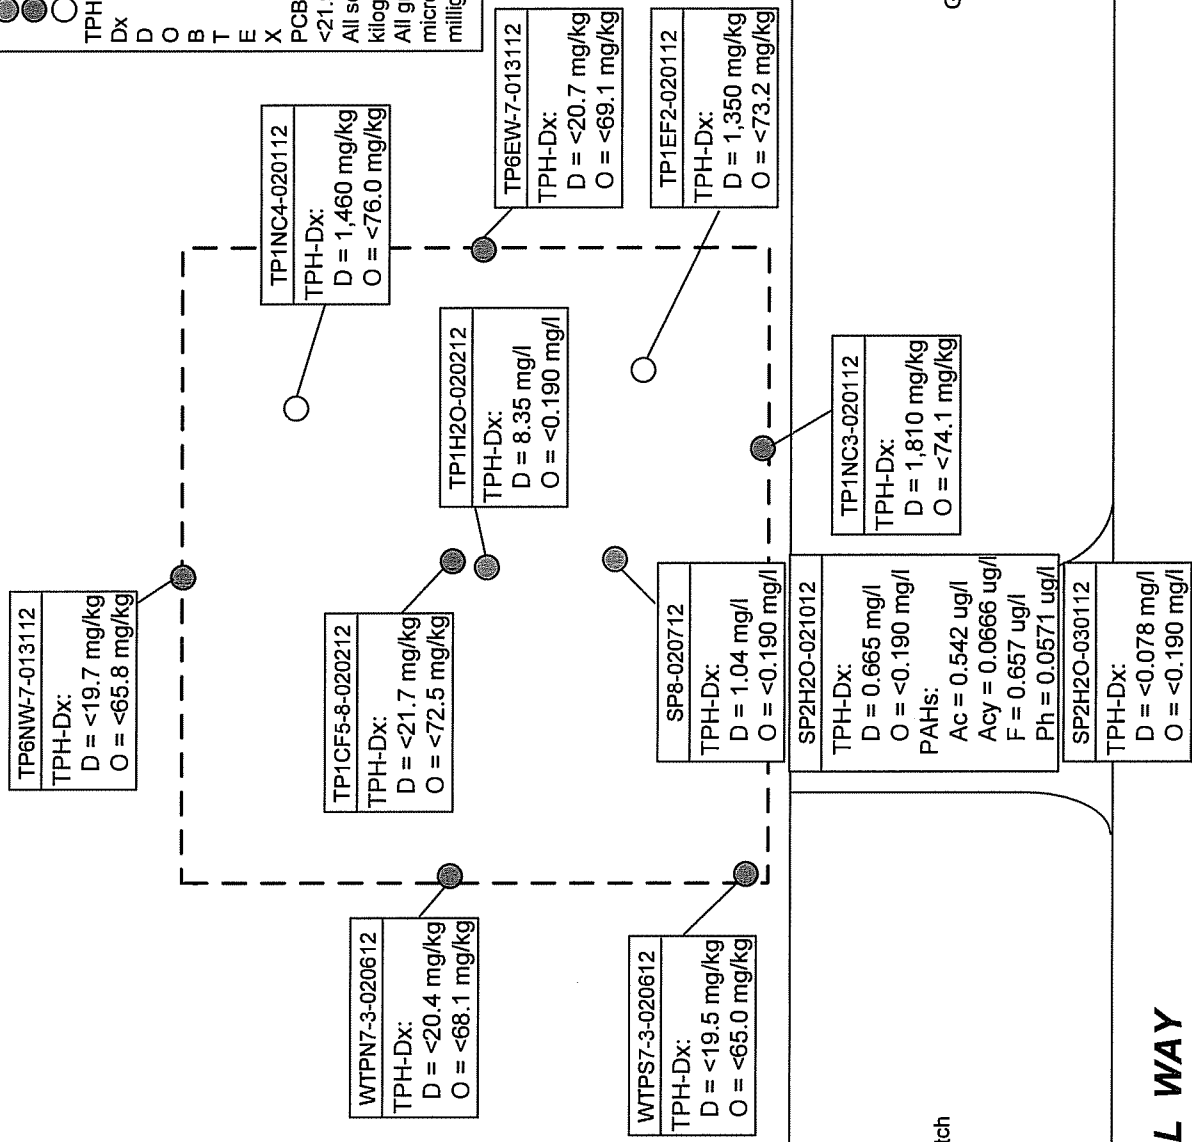 TPH
Dx
D
O
B
T
E
X
PCB
<21.
All so
kilog
All g
micr
millig
TP6NW-7-013112
TPH-Dx:
D = <19.7 mg/kg
O = <65.8 mg/kg
TP1NC4-020112
TPH-Dx:
D = 1,460 mg/kg
O = <76.0 mg/kg
TP1CF5-8-020212
TPH-Dx:
D = <21.7 mg/kg
O = <72.5 mg/kg
WTPN7-3-020612
TPH-Dx:
D = <20.4 mg/kg
O = <68.1 mg/kg
TP1H2O-020212
TPH-Dx:
D = 8.35 mg/l
O = <0.190 mg/l
TP6EW-7-013112
TPH-Dx:
D = <20.7 mg/kg
O = <69.1 mg/kg
WTPS7-3-020612
TPH-Dx:
D = <19.5 mg/kg
O = <65.0 mg/kg
SP8-020712
TPH-Dx:
D = 1.04 mg/l
O = <0.190 mg/l
TP1EF2-020112
TPH-Dx:
D = 1,350 mg/kg
O = <73.2 mg/kg
SP2H2O-021012
TPH-Dx:
D = 0.665 mg/l
O = <0.190 mg/l
PAHs:
Ac = 0.542 ug/l
Acy = 0.0666 ug/l
F = 0.657 ug/l
Ph = 0.0571 ug/l
TP1NC3-020112
TPH-Dx:
D = 1,810 mg/kg
O = <74.1 mg/kg
tch
SP2H2O-030112
TPH-Dx:
D = <0.078 mg/l
O = <0.190 mg/l
L WAY